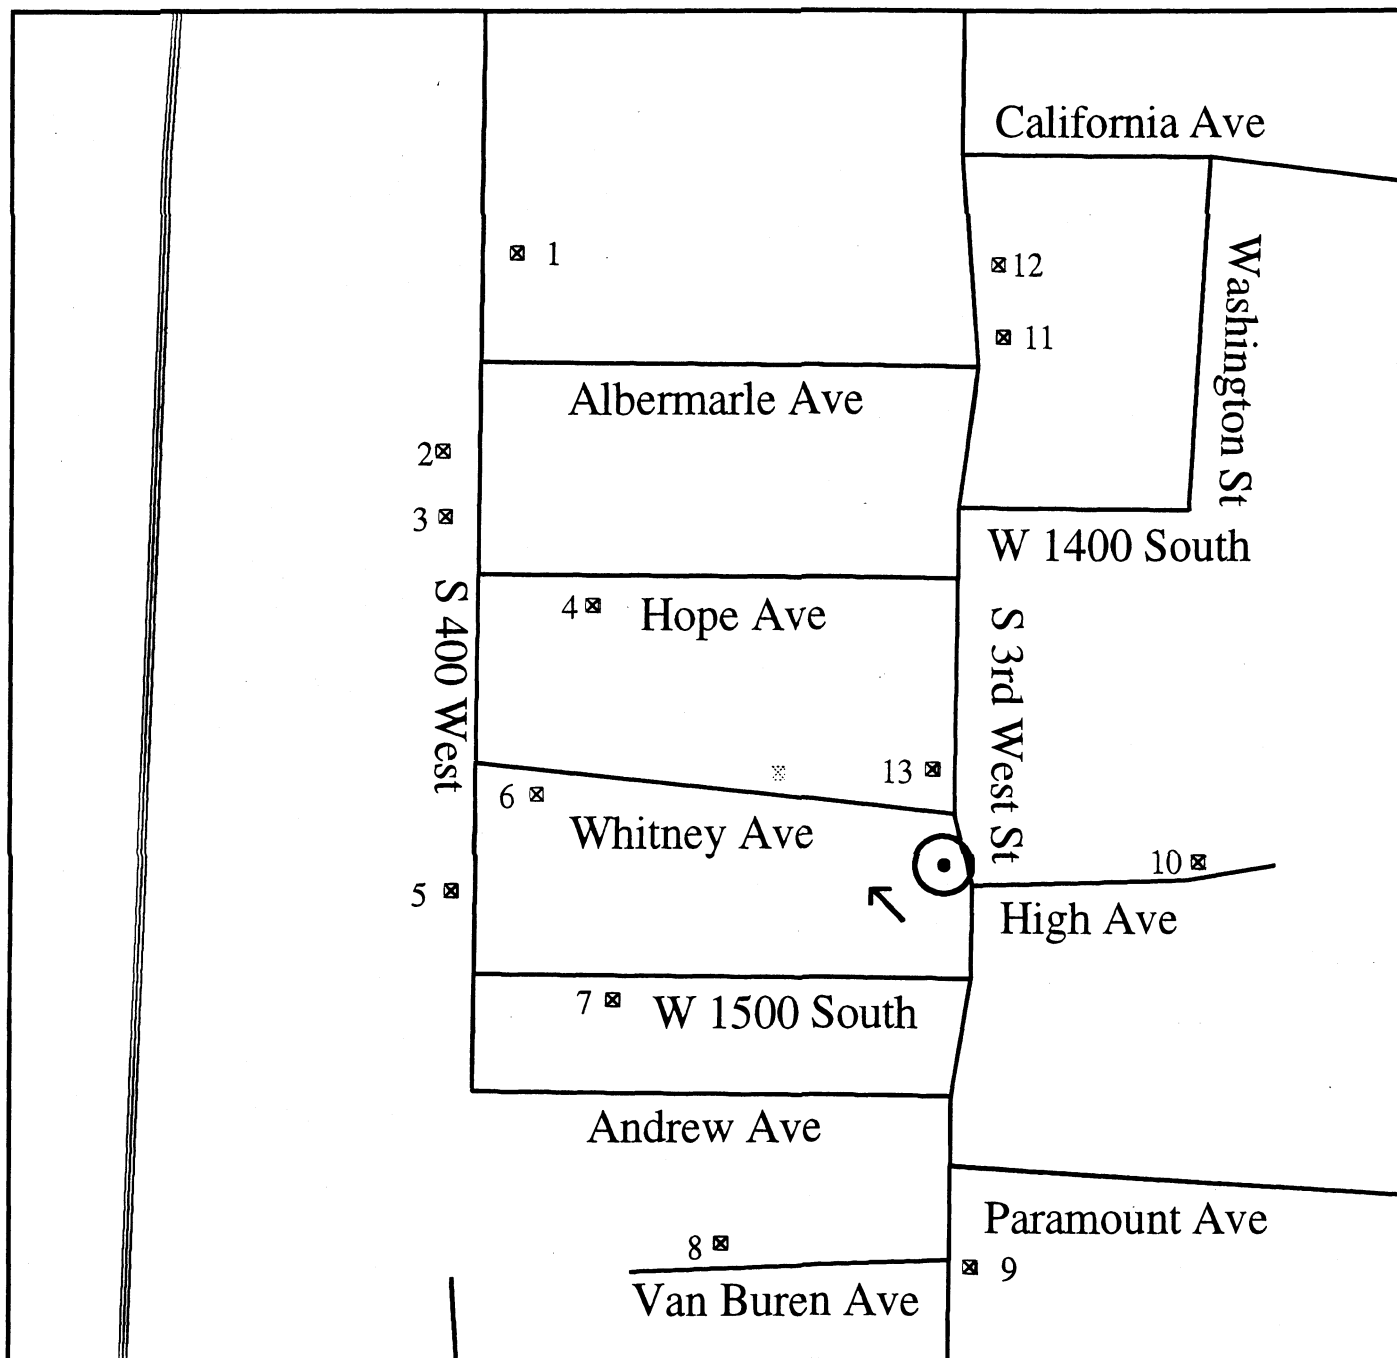 California Ave
1
12
Washington St
11
Albermarle Ave
2
3
W 1400 South
S 400 West
4
Hope Ave
S 3rd West St
13
6
Whitney Ave
10
5
High Ave
7
W 1500 South
Andrew Ave
Paramount Ave
8
9
Van Buren Ave